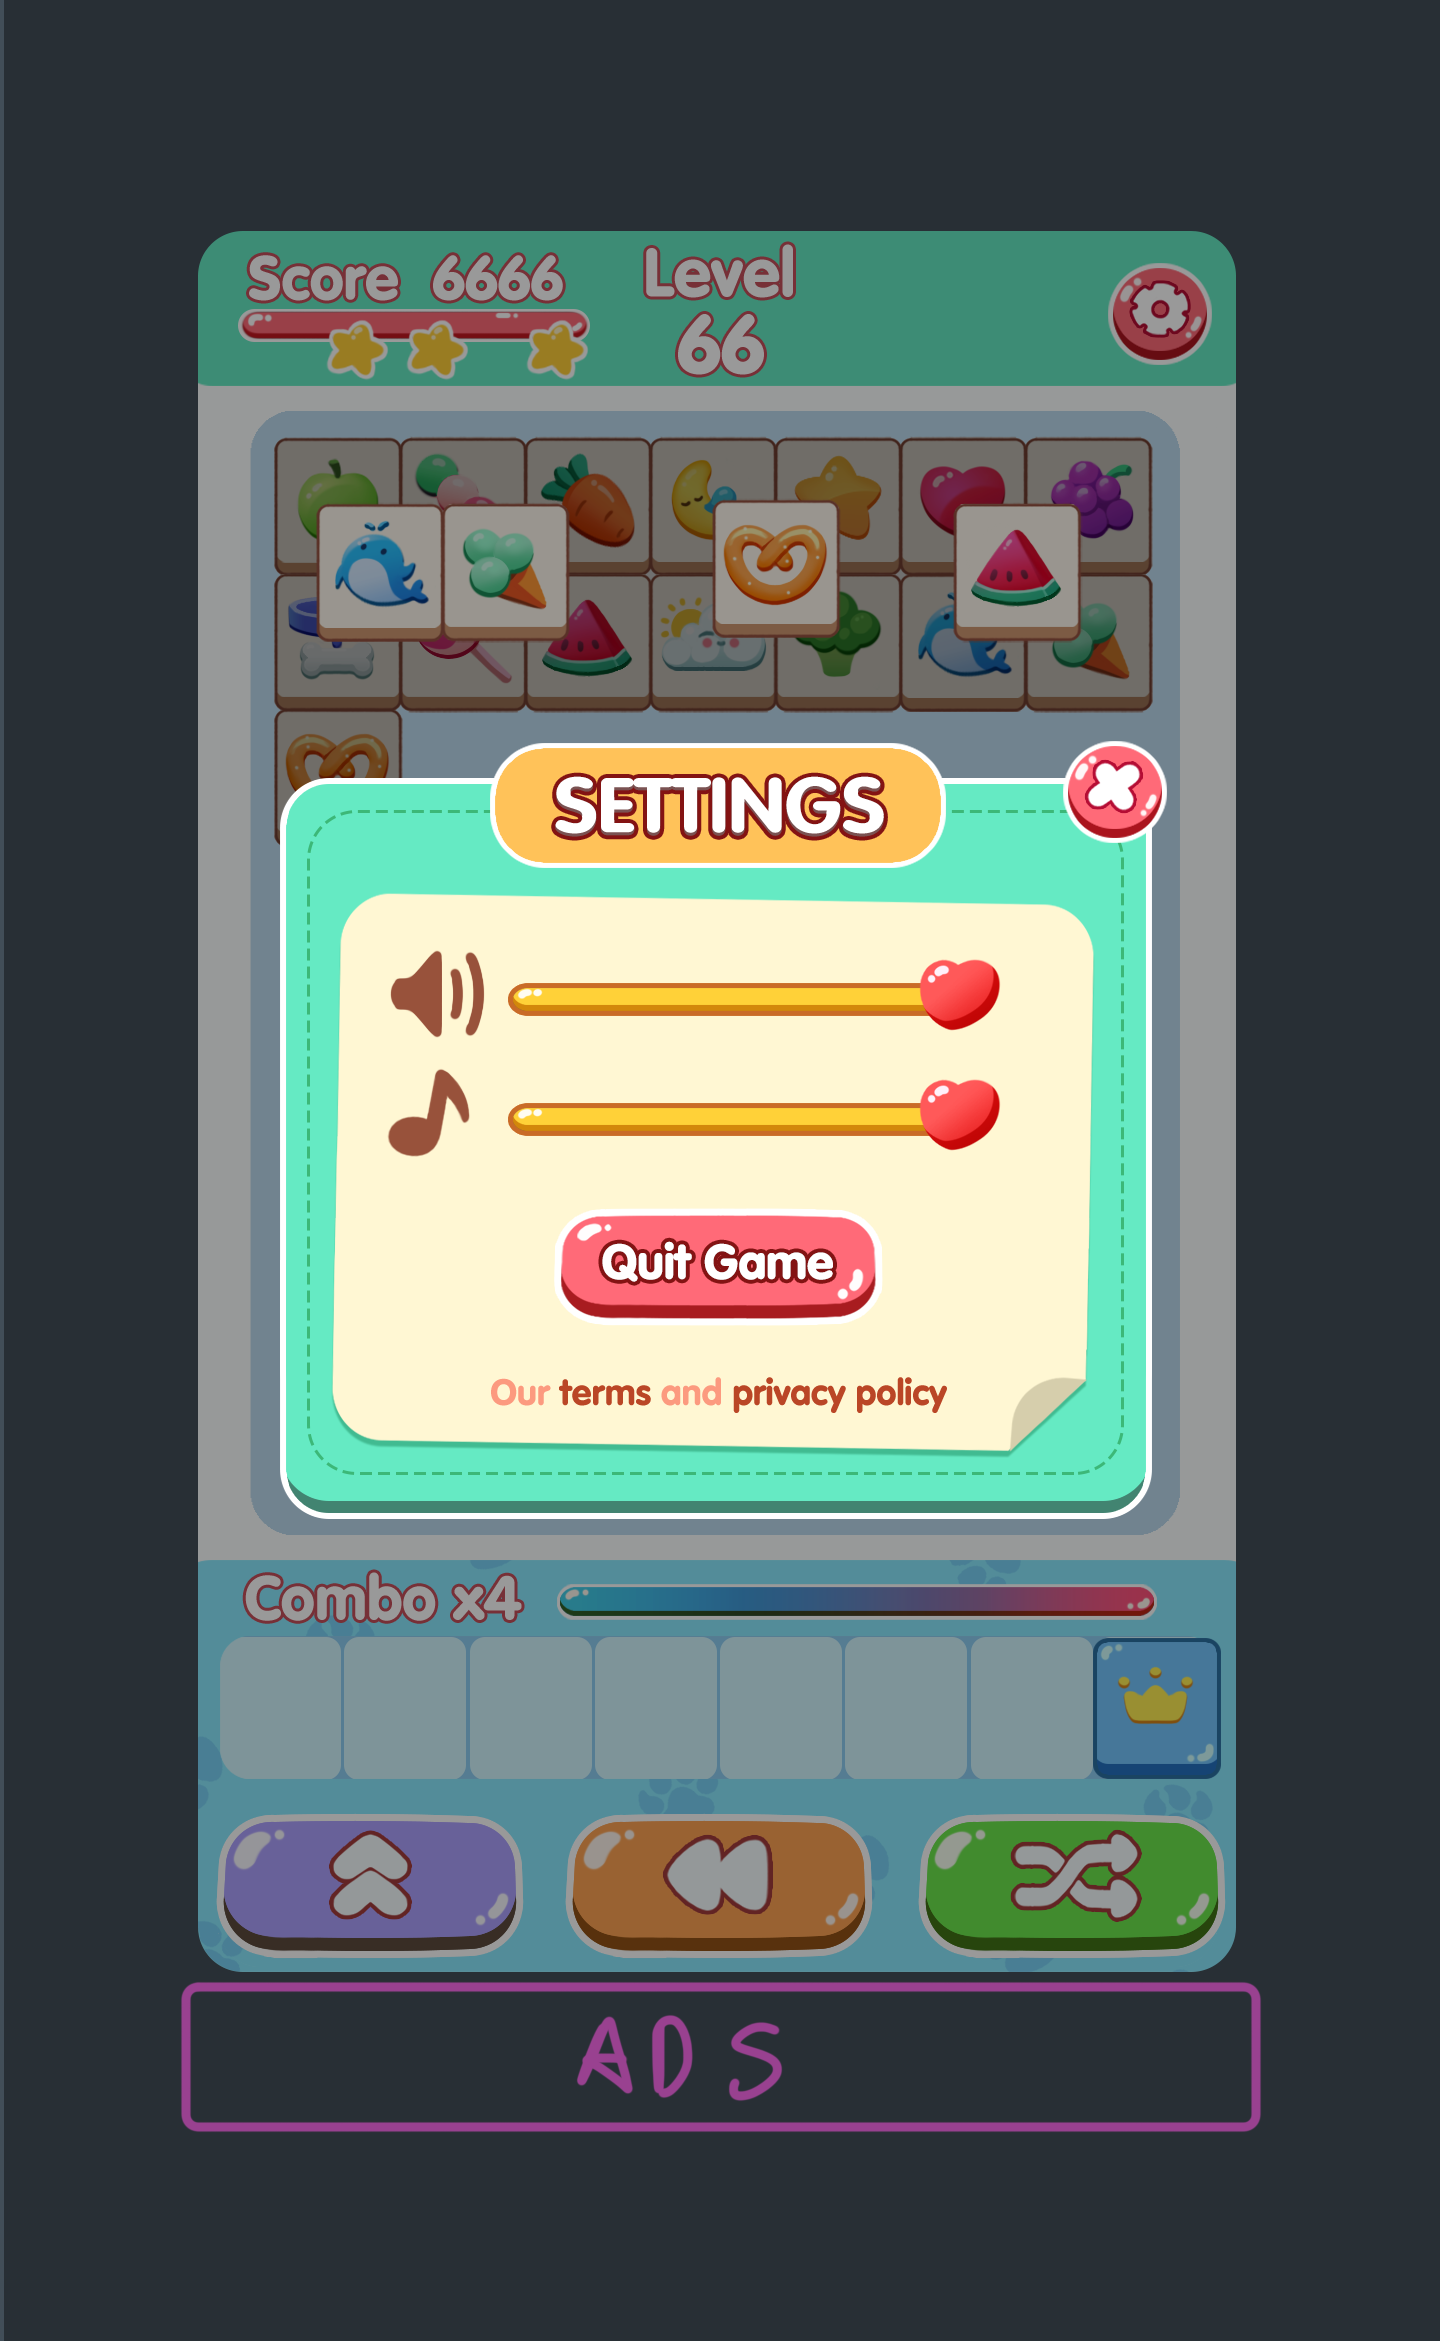 Score 6666
Level
66
SETTINGS
Quit Game
Our terms and privacy policy
Combo x4
ADS